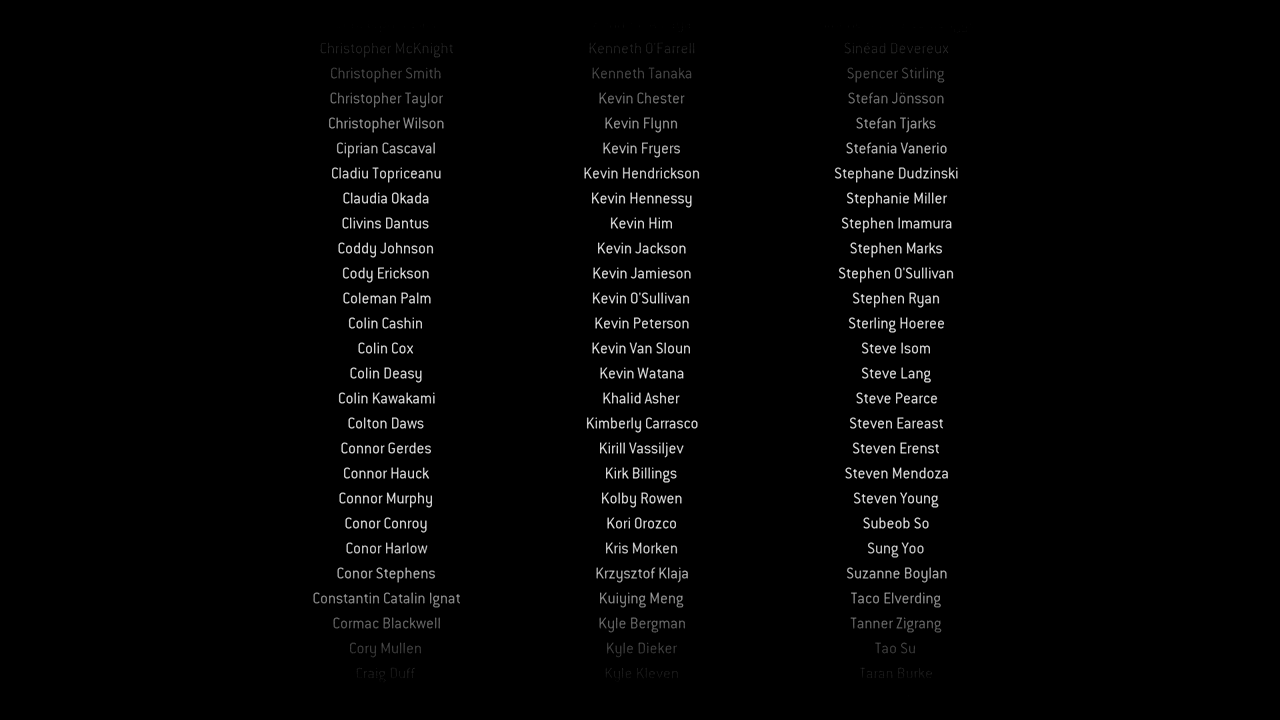 Christopher McKnight
Christopher Smith
Christopher Taylor
Christopher Wilson
Ciprian Cascaval
Cladiu Topriceanu
Claudia Okada
Clivins Dantus
Coddy Johnson
Cody Erickson
Coleman Palm
Colin Cashin
Colin Cox
Colin Deasy
Colin Kawakami
Colton Daws
Connor Gerdes
Connor Hauck
Connor Murphy
Conor Conroy
Conor Harlow
Conor Stephens
Constantin Catalin Ignat
Cormac Blackwell
Cory Mullen
Craig Duff
Kenneth O'Farrell
Kenneth Tanaka
Kevin Chester
Kevin Flynn
Kevin Fryers
Kevin Hendrickson
Kevin Hennessy
Kevin Him
Kevin Jackson
Kevin Jamieson
Kevin O'Sullivan
Kevin Peterson
Kevin Van Sloun
Kevin Watana
Khalid Asher
Kimberly Carrasco
Kirill Vassiljev
Kirk Billings
Kolby Rowen
Kori Orozco
Kris Morken
Krzysztof Klaja
Kuiying Meng
Kyle Bergman
Kyle Dieker
Kyle Kleven
Sinead Devereux
Spencer Stirling
Stefan Jönsson
Stefan Tjarks
Stefania Vanerio
Stephane Dudzinski
Stephanie Miller
Stephen Imamura
Stephen Marks
Stephen O'Sullivan
Stephen Ryan
Sterling Hoeree
Steve Isom
Steve Lang
Steve Pearce
Steven Eareast
Steven Erenst
Steven Mendoza
Steven Young
Subeob So
Sung Yoo
Suzanne Boylan
Taco Elverding
Tanner Zigrang
Tao Su
Taran Burke